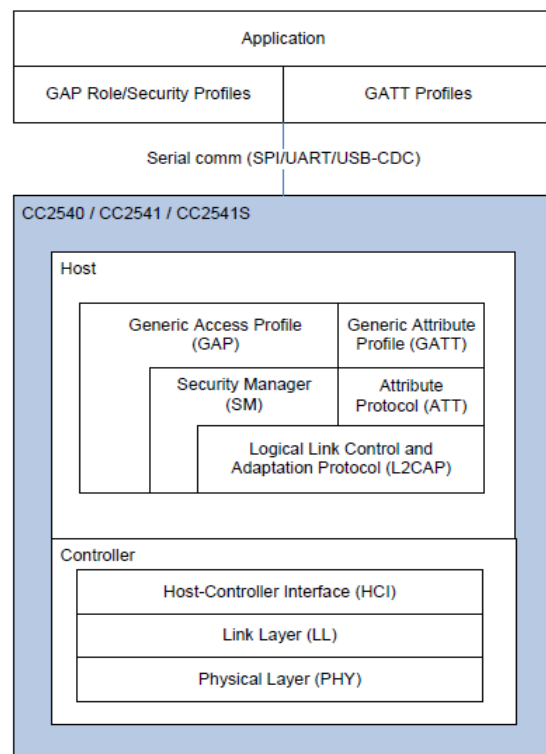 Application
GAP Role/Security Profiles
GATT Profiles
Serial comm (SPI/UART/USB-CDC)
CC2540 / CC2541 / CC2541S
Host
Generic Access Profile
(GAP)
Generic Attribute
Profile (GATT)
Security Manager
(SM)
Attribute
Protocol (ATT)
Logical Link Control and
Adaptation Protocol (L2CAP)
Controller
Host-Controller Interface (HCI)
Link Layer (LL)
Physical Layer (PHY)